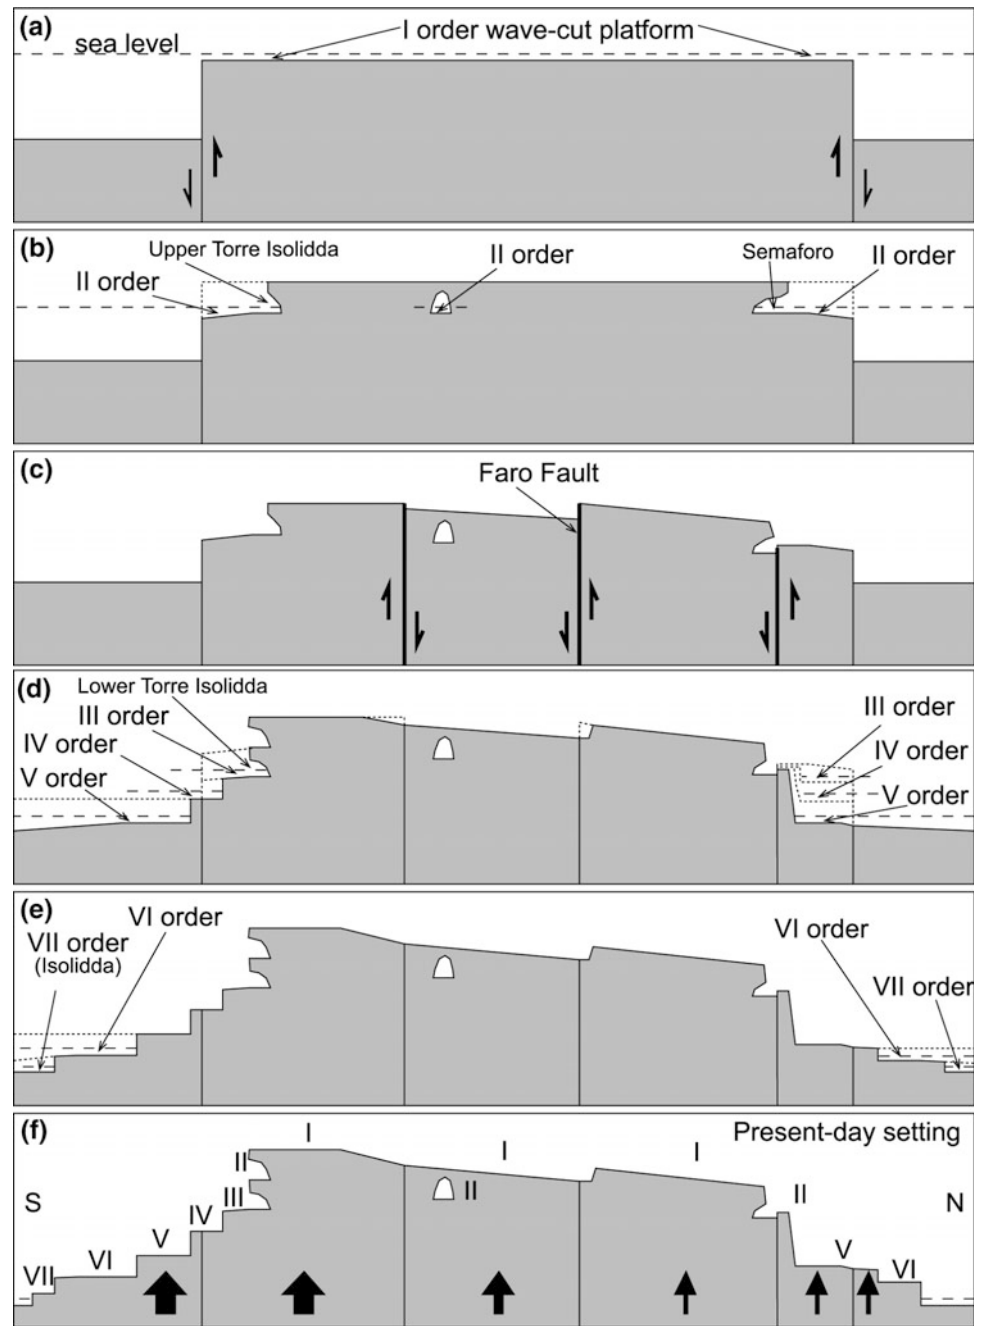 (a)
I order wave-cut platform
sea level
(b)
Upper Torre Isolidda
II order
II order
Semaforo
II order
(c)
Faro Fault
(d)
Lower Torre Isolidda
III order
IV order
V order
III order
IV order
V order
(e)
VI order
VII order
(Isolidda)
VI order
VII order
(f)
Present-day setting
I
I
I
II
II
II
S
III
N
IV
V
V
VI
VI
VII